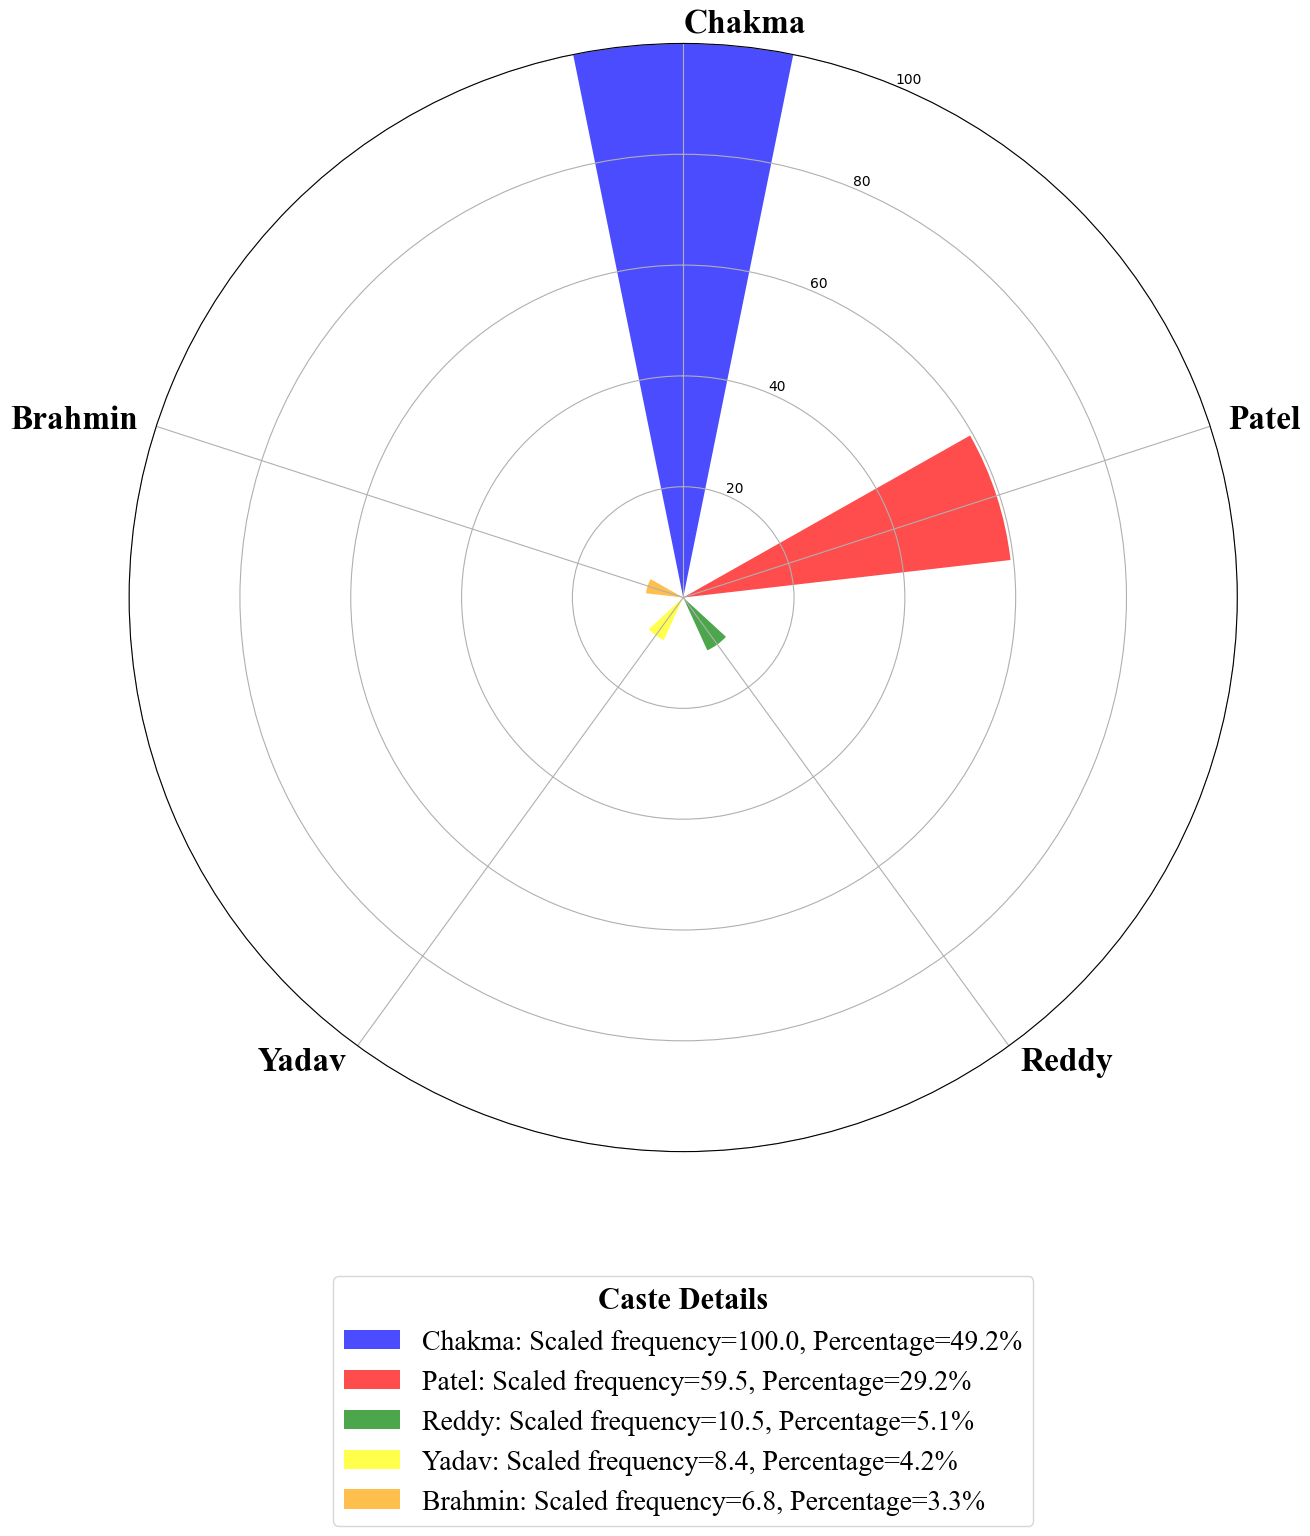 Chakma
100
80
60
40
20
Brahmin
Patel
Yadav
Reddy
Caste Details
Chakma: Scaled frequency=100.0, Percentage=49.2%
Patel: Scaled frequency=59.5, Percentage=29.2%
Reddy: Scaled frequency=10.5, Percentage=5.1%
Yadav: Scaled frequency=8.4, Percentage=4.2%
Brahmin: Scaled frequency=6.8, Percentage=3.3%